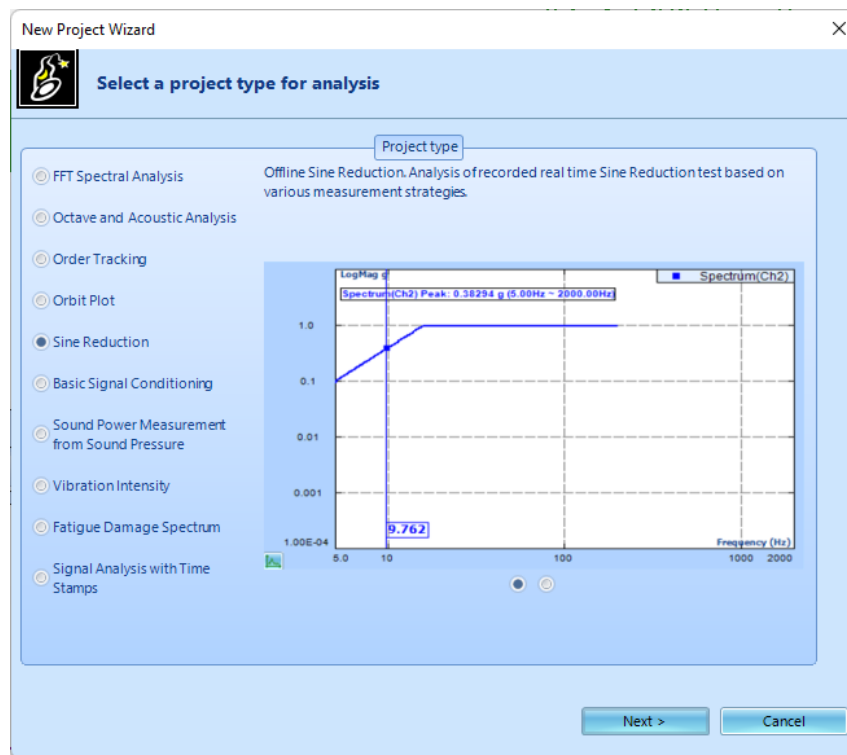 New Project Wizard
Select a project type for analysis
Project type
FFT Spectral Analysis
Octave and Acoustic Analysis
Order Tracking
Orbit Plot
Sine Reduction
Basic Signal Conditioning
Sound Power Measurement
from Sound Pressure
Vibration Intensity
Fatigue Damage Spectrum
Signal Analysis with Time
Stamps
Offline Sine Reduction. Analysis of recorded real time Sine Reduction test based on
various measurement strategies.
LogMag g
Spectrum(Ch2)
Spectrum(Ch2) Peak: 0.38294 g (5.00Hz ~ 2000.00Hz)
1.0
0.1
0.01
0.001
1.00E-04
9.762
Frequency (Hz)
5.0 10 100 1000 2000
Next >
Cancel